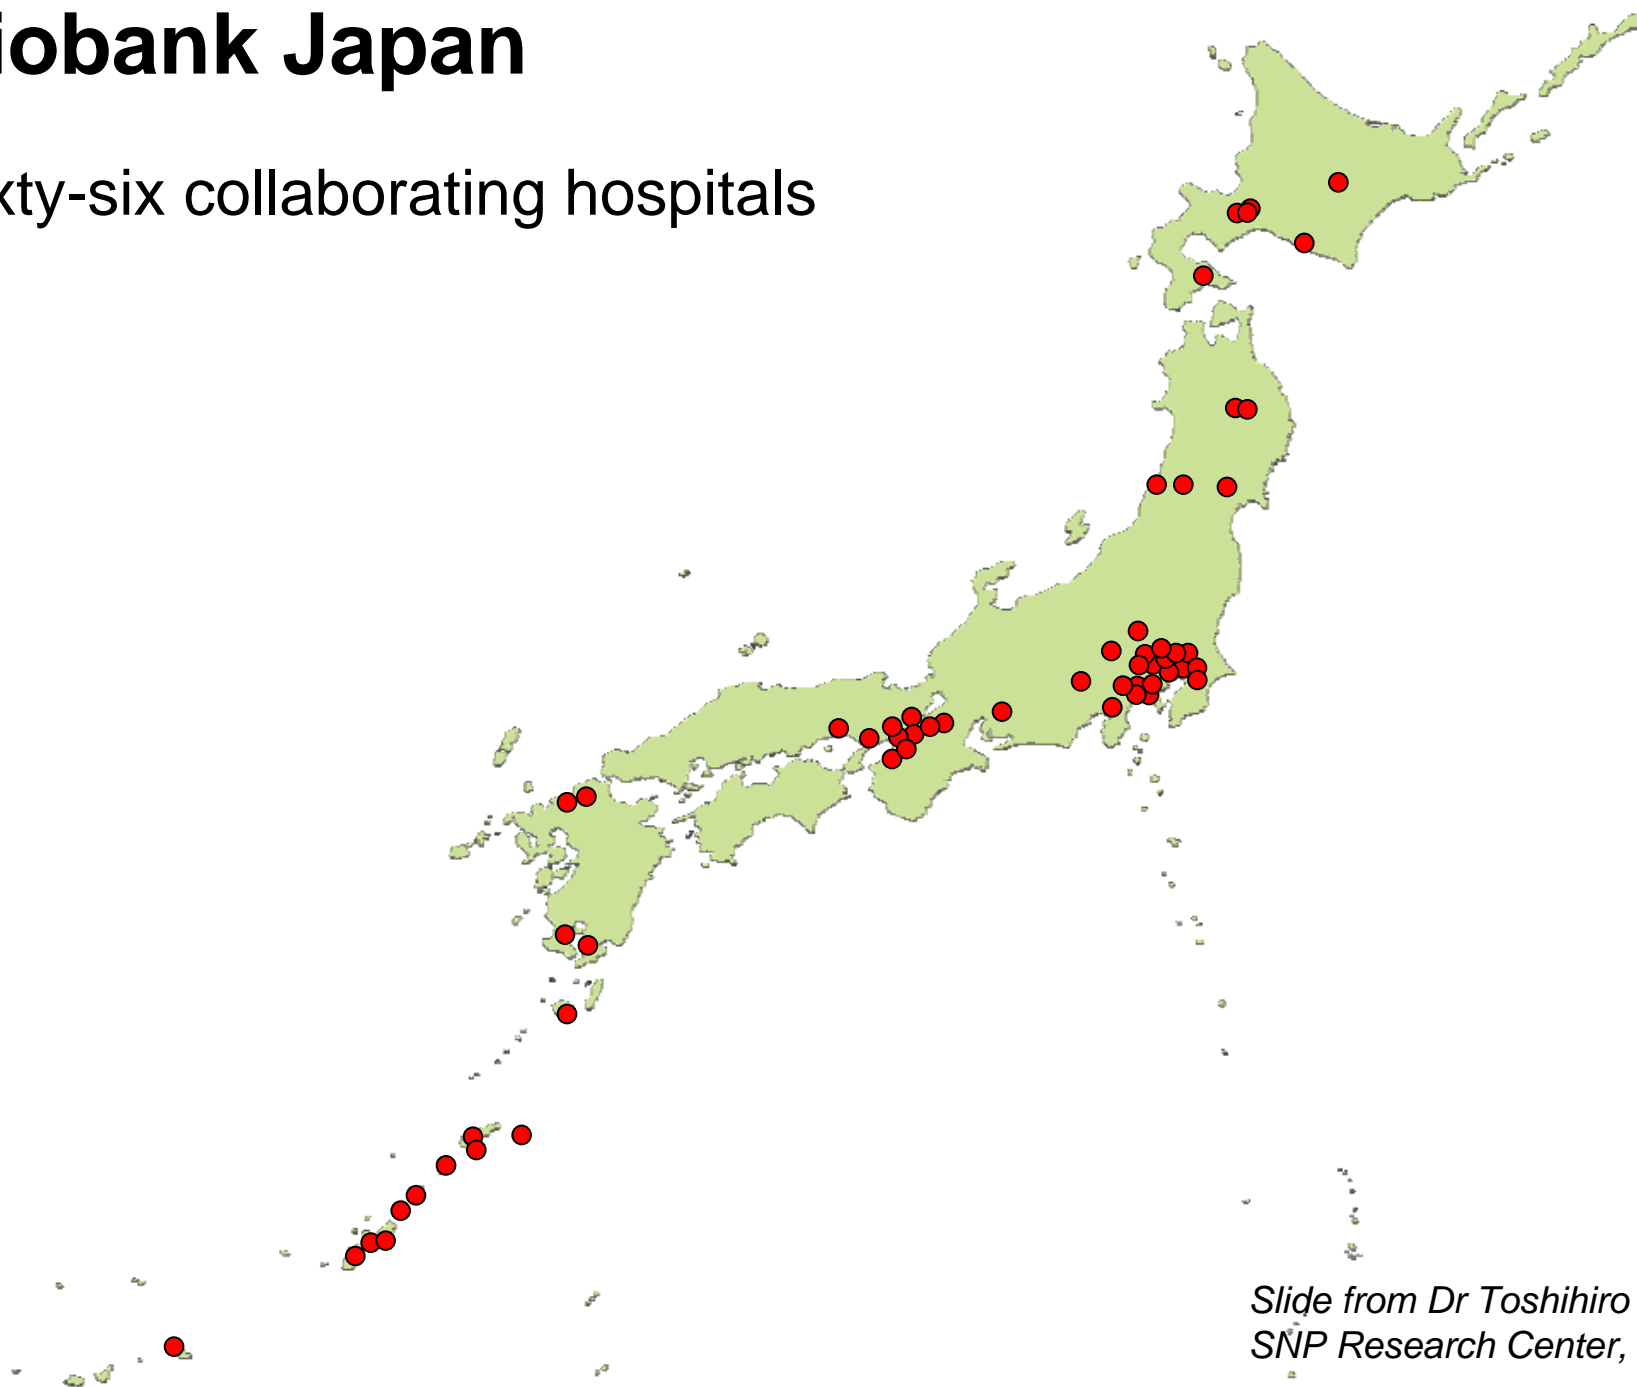 iobank Japan
xty-six collaborating hospitals
Slide from Dr Toshihiro
SNP Research Center,